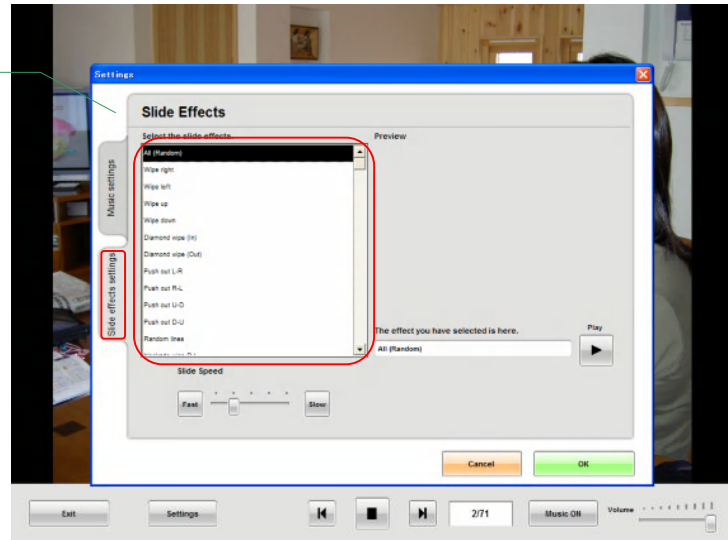 Settings
Slide Effects
Select the slide effects.
Preview
Music settings
Slide effects settings
All (Random)
Wipe right
Wipe left
Wipe up
Wipe down
Diamond wipe (In)
Diamond wipe (Out)
Push out L-R
Push out R-L
Push out U-D
Push out D-U
Random lines
The effect you have selected is here.
All (Random)
Play
Slide Speed
Fast
Slow
Cancel
OK
Exit
Settings
2/71
Music ON
Volume